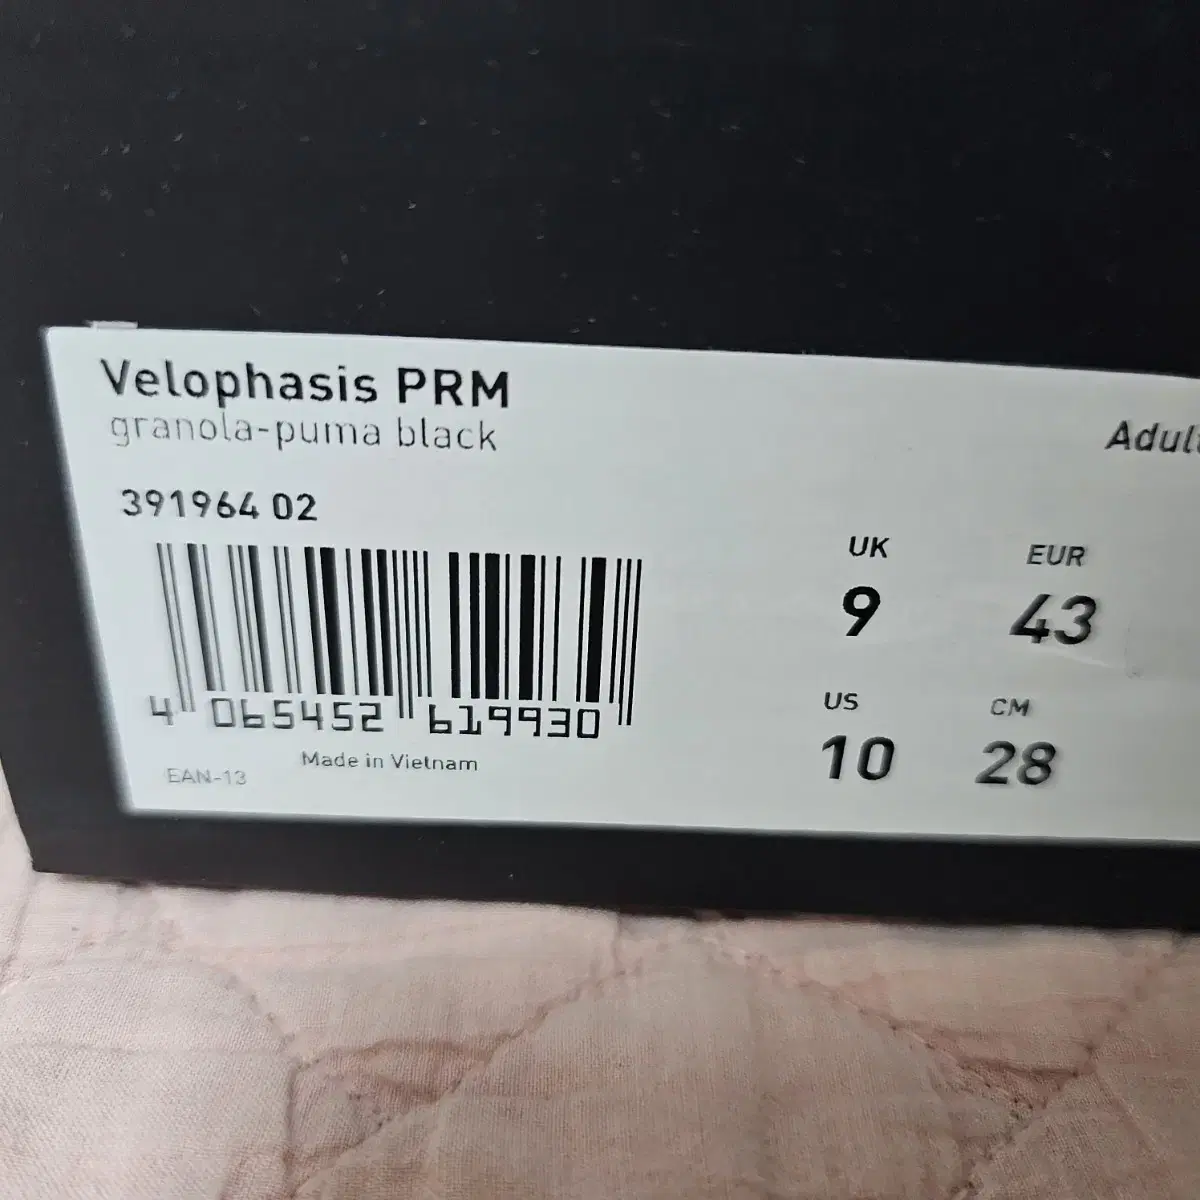 Velophasis PRM
granola-puma black
Adult
391964 02
UK
EUR
9
43
US
CM
10
28
4 065452 619930
Made in Vietnam
EAN-13